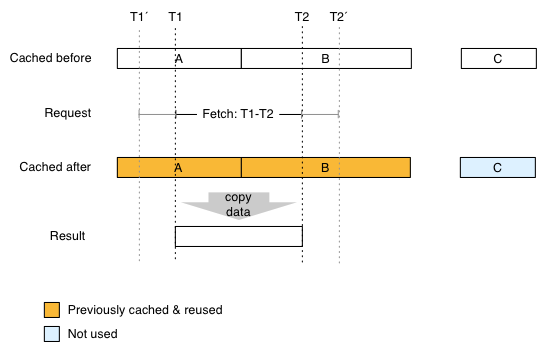 T1´ T1 T2 T2´
Cached before A B C
Request Fetch: T1-T2
Cached after A B C
copy
data
Result
Previously cached & reused
Not used